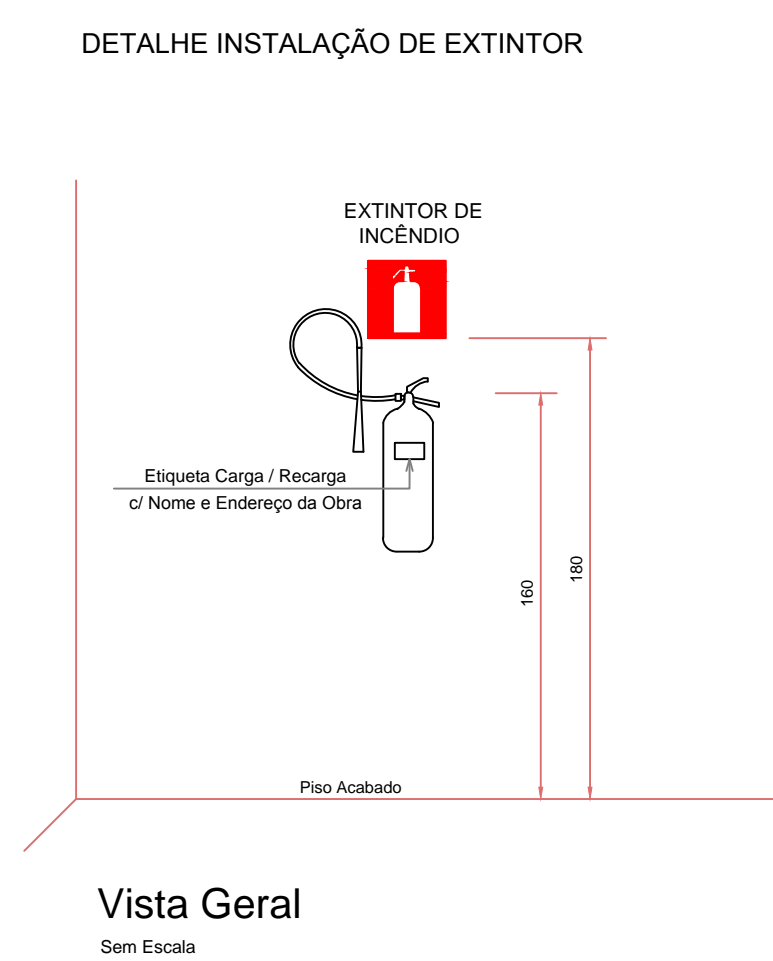 DETALHE INSTALAÇÃO DE EXTINTOR
EXTINTOR DE
INCÊNDIO
Etiqueta Carga / Recarga
c/ Nome e Endereço da Obra
160
180
Piso Acabado
Vista Geral
Sem Escala